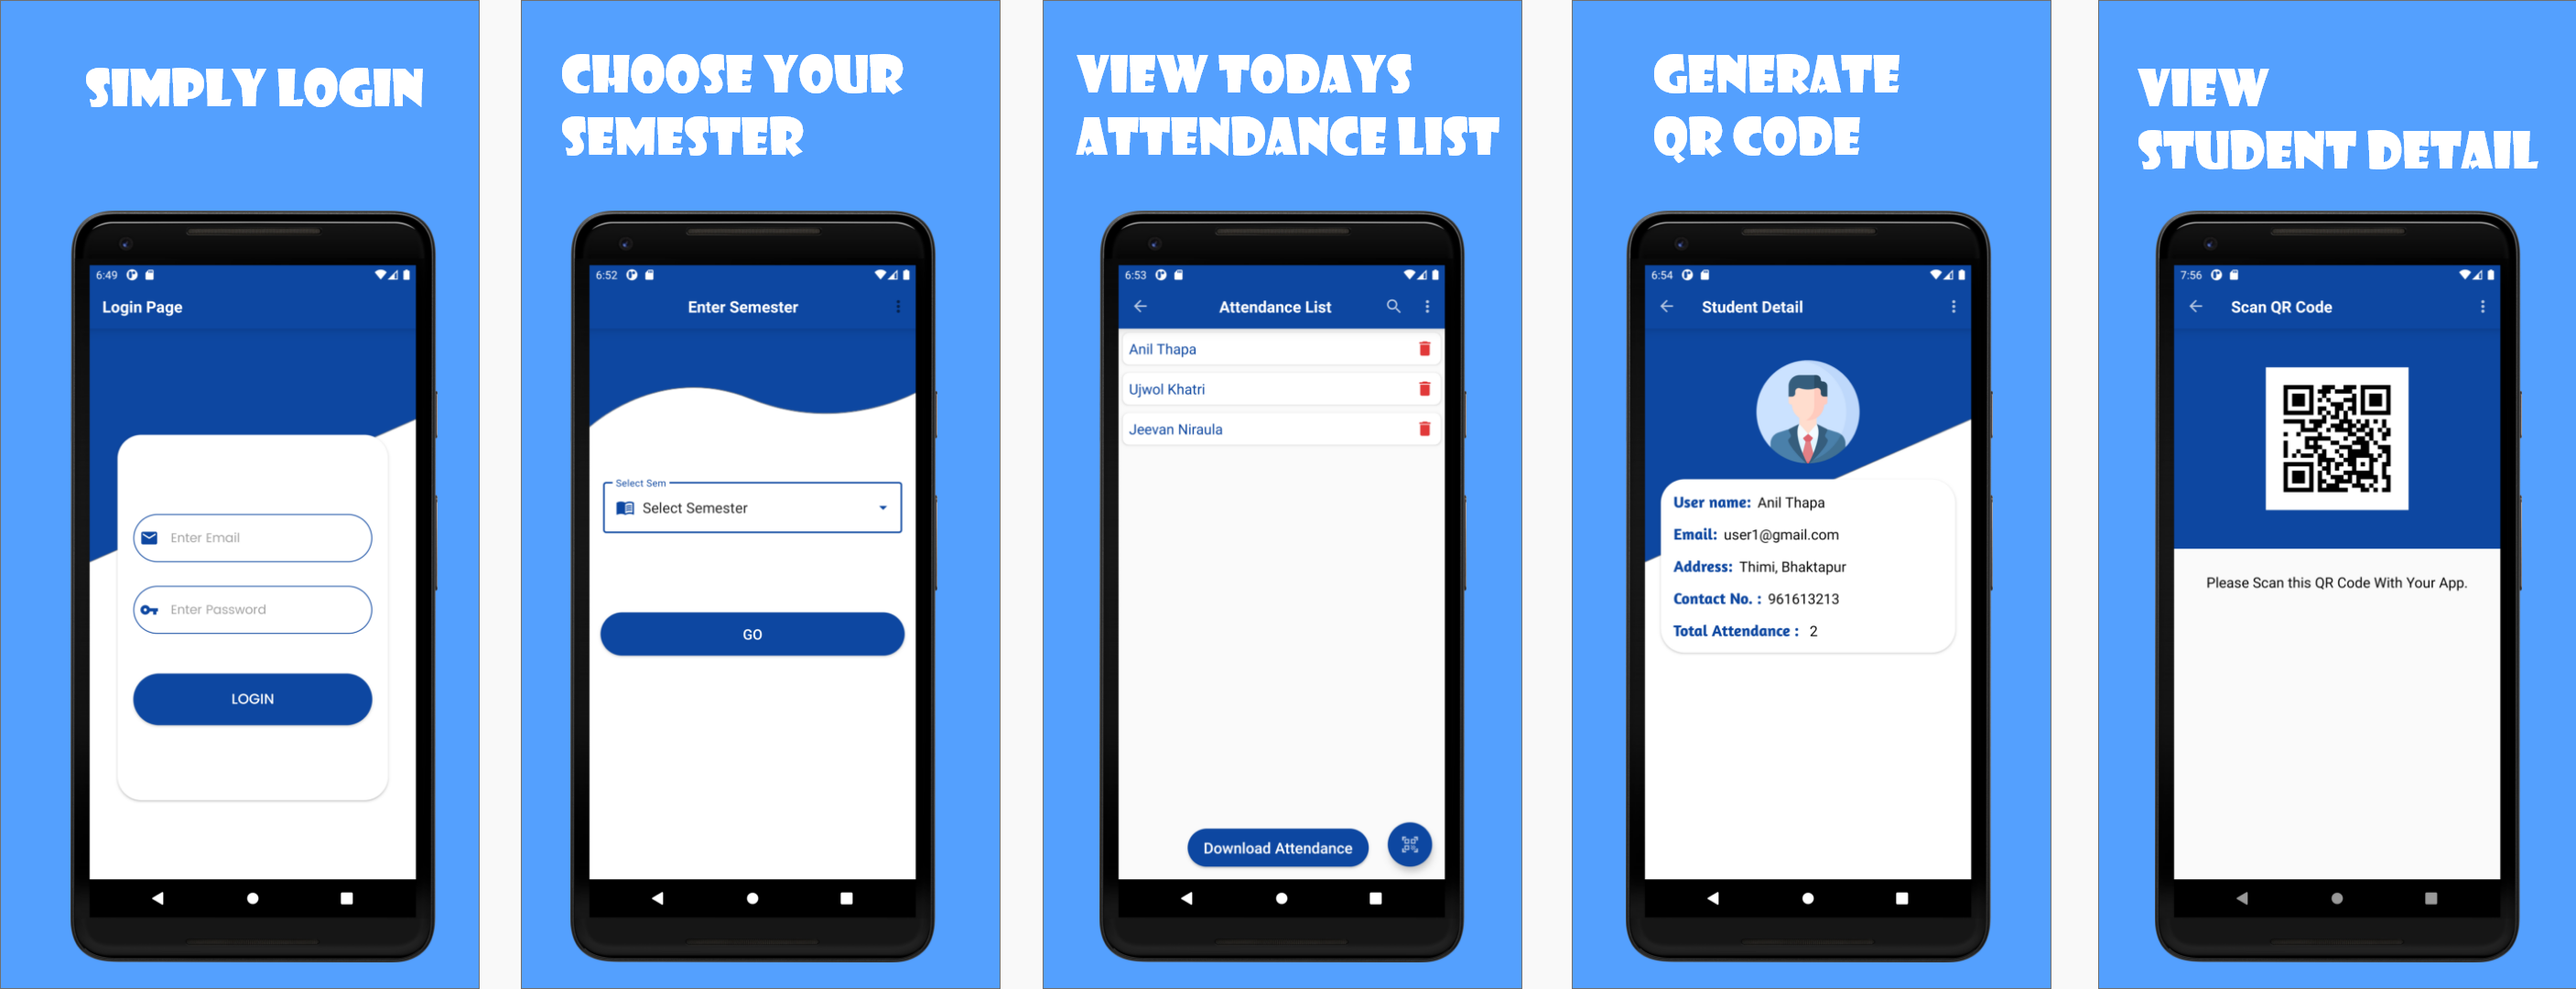 SIMPLY LOGIN
6:49
Login Page
Enter Email
Enter Password
LOGIN
CHOOSE YOUR
SEMESTER
6:52
Enter Semester
Select Sem
Select Semester
GO
VIEW TODAYS
ATTENDANCE LIST
6:53
Attendance List
Anil Thapa
Ujwol Khatri
Jeevan Niraula
Download Attendance
GENERATE
QR CODE
6:54
Student Detail
User name: Anil Thapa
Email: user1@gmail.com
Address: Thimi, Bhaktapur
Contact No. : 961613213
Total Attendance : 2
VIEW
STUDENT DETAIL
7:56
Scan QR Code
Please Scan this QR Code With Your App.